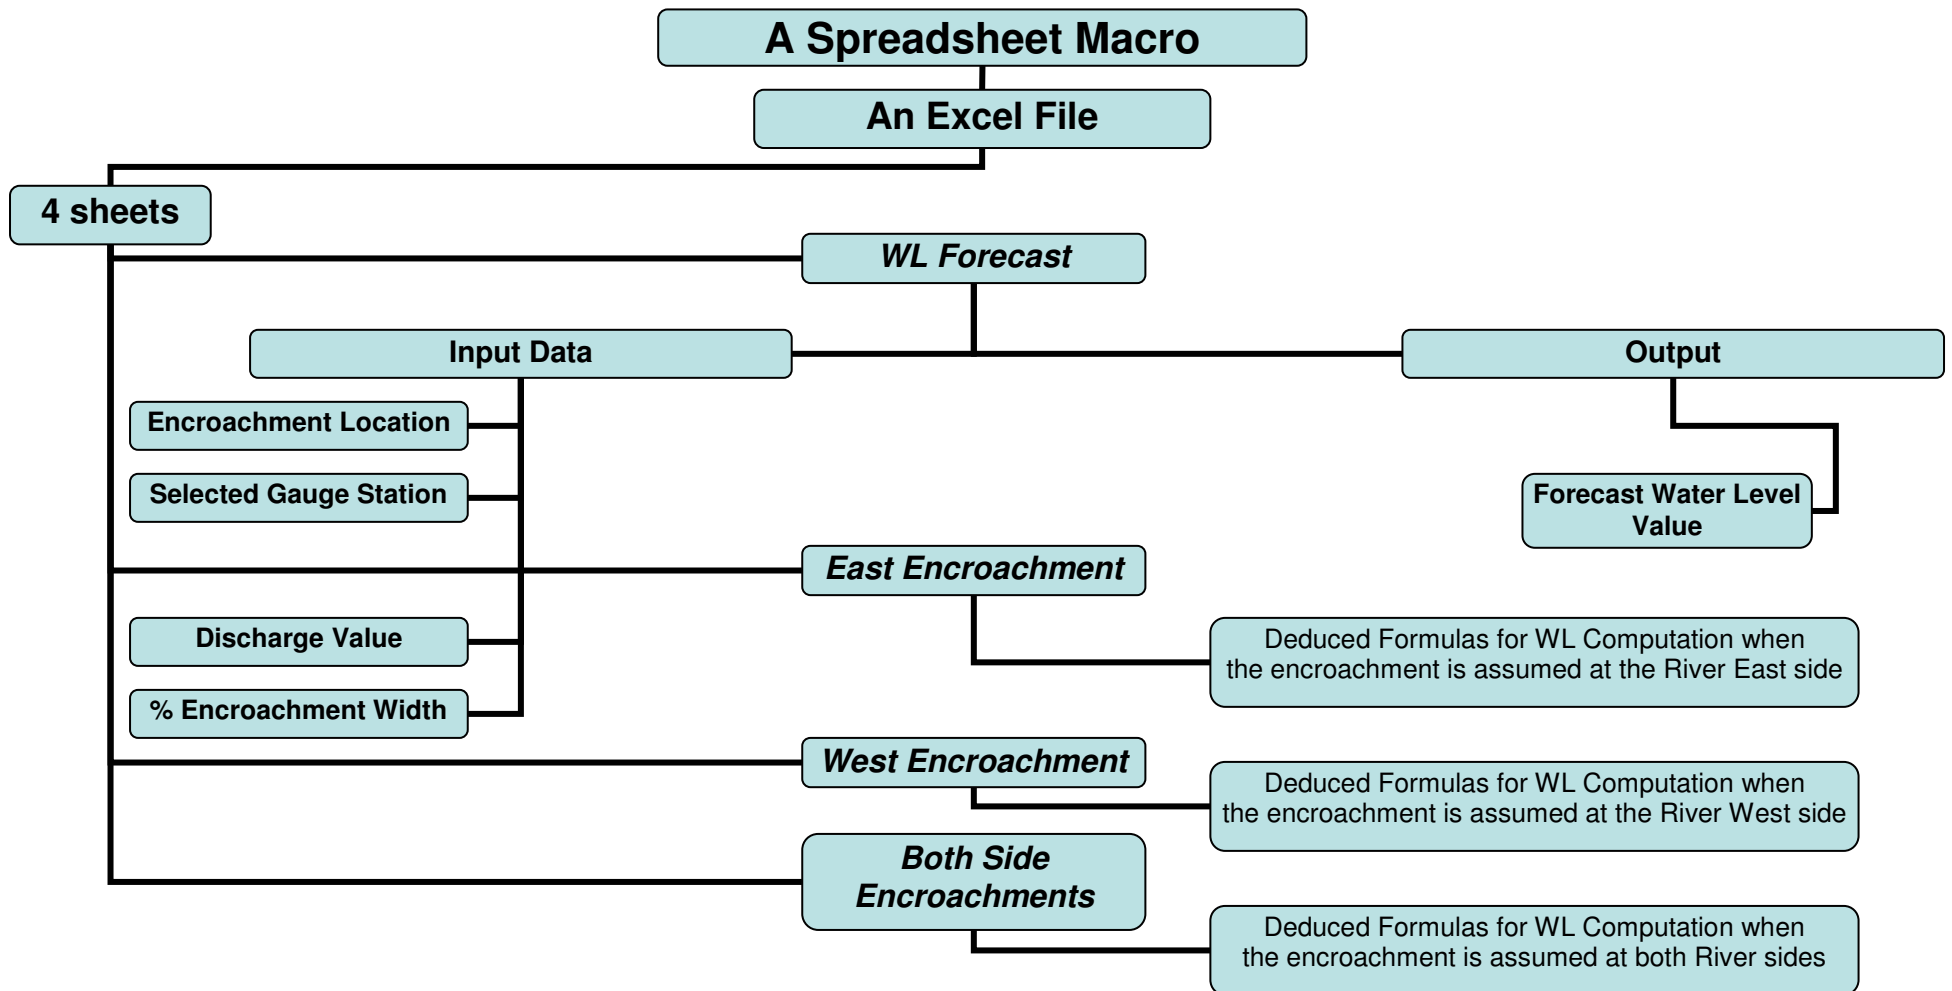 A Spreadsheet Macro
An Excel File
4 sheets
WL Forecast
Input Data
Output
Encroachment Location
Selected Gauge Station
Forecast Water Level
Value
East Encroachment
Discharge Value
Deduced Formulas for WL Computation when
the encroachment is assumed at the River East side
% Encroachment Width
West Encroachment
Deduced Formulas for WL Computation when
the encroachment is assumed at the River West side
Both Side
Encroachments
Deduced Formulas for WL Computation when
the encroachment is assumed at both River sides